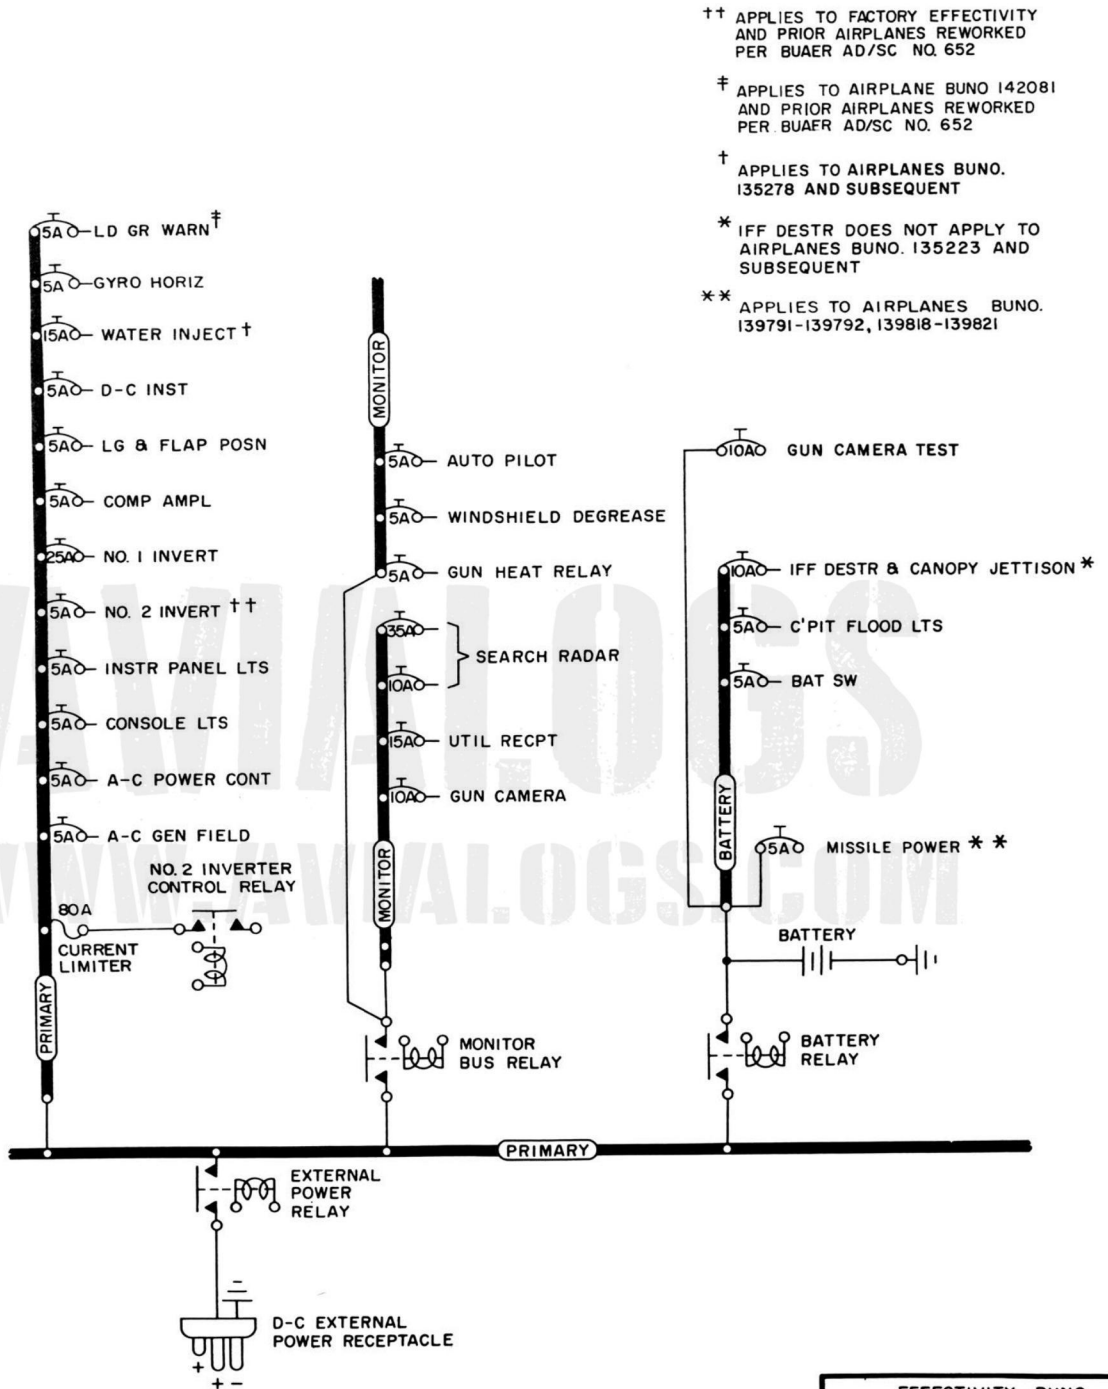 †† APPLIES TO FACTORY EFFECTIVITY
AND PRIOR AIRPLANES REWORKED
PER BUAER AD/SC NO. 652
‡ APPLIES TO AIRPLANE BUNO 142081
AND PRIOR AIRPLANES REWORKED
PER BUAER AD/SC NO. 652
† APPLIES TO AIRPLANES BUNO.
135278 AND SUBSEQUENT
* IFF DESTR DOES NOT APPLY TO
AIRPLANES BUNO. 135223 AND
SUBSEQUENT
** APPLIES TO AIRPLANES BUNO.
139791-139792, 139818-139821
5A LD GR WARN ‡
5A GYRO HORIZ
15A WATER INJECT †
5A D-C INST
5A LG & FLAP POSN
5A COMP AMPL
25A NO. 1 INVERT
5A NO. 2 INVERT ††
5A INSTR PANEL LTS
5A CONSOLE LTS
5A A-C POWER CONT
5A A-C GEN FIELD
NO. 2 INVERTER
CONTROL RELAY
80A
CURRENT
LIMITER
PRIMARY
MONITOR
5A AUTO PILOT
5A WINDSHIELD DEGREASE
5A GUN HEAT RELAY
35A
SEARCH RADAR
10A
15A UTIL RECPT
10A GUN CAMERA
MONITOR
MONITOR
BUS RELAY
10A GUN CAMERA TEST
10A IFF DESTR & CANOPY JETTISON *
5A C'PIT FLOOD LTS
5A BAT SW
BATTERY
5A MISSILE POWER **
BATTERY
BATTERY
RELAY
PRIMARY
EXTERNAL
POWER
RELAY
−
D-C EXTERNAL
POWER RECEPTACLE
+
+ −
AVIALOGS
WWW.AVIALOGS.COM